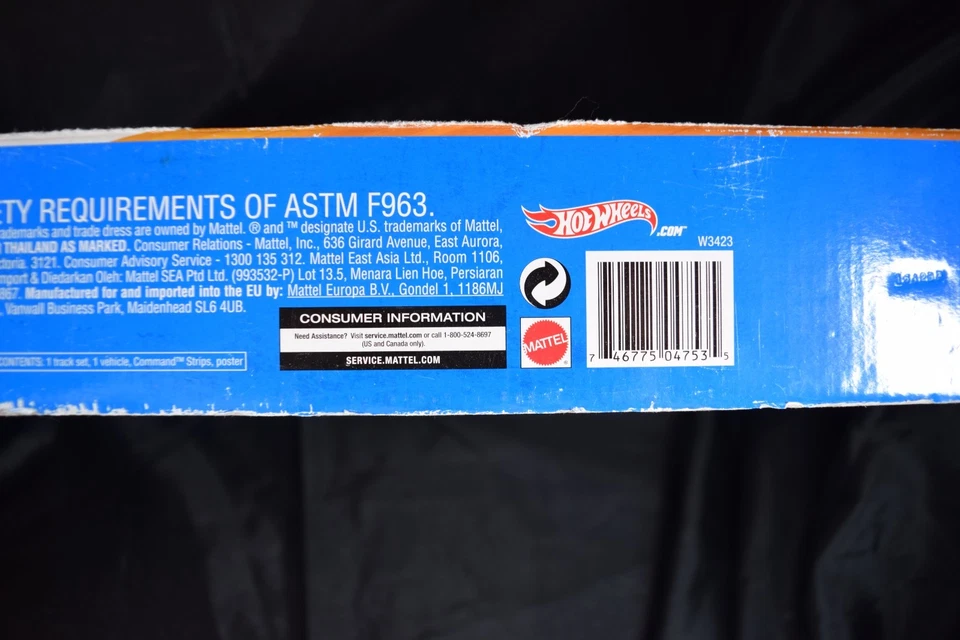 ETY REQUIREMENTS OF ASTM F963.
ademarks and trade dress are owned by Mattel. ® and ™ designate U.S. trademarks of Mattel,
THAILAND AS MARKED. Consumer Relations - Mattel, Inc., 636 Girard Avenue, East Aurora,
ctoria. 3121. Consumer Advisory Service - 1300 135 312. Mattel East Asia Ltd., Room 1106,
mport & Diedarkan Oleh: Mattel SEA Ptd Ltd. (993532-P) Lot 13.5, Menara Lien Hoe, Persiaran
867. Manufactured for and imported into the EU by: Mattel Europa B.V., Gondel 1, 1186MJ
, Vanwall Business Park, Maidenhead SL6 4UB.
CONTENTS: 1 track set, 1 vehicle, Command™ Strips, poster
CONSUMER INFORMATION
Need Assistance? Visit service.mattel.com or call 1-800-524-8697
(US and Canada only).
SERVICE.MATTEL.COM
HOT WHEELS
.COM™
MATTEL®
W3423
7 46775 04753 5